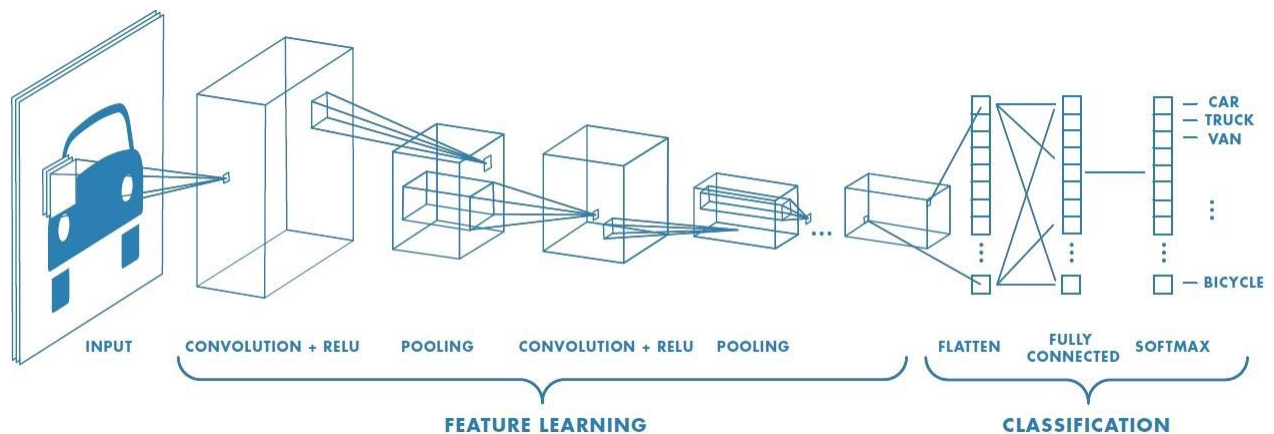 CAR
TRUCK
VAN
BICYCLE
INPUT
CONVOLUTION + RELU
POOLING
CONVOLUTION + RELU
POOLING
FLATTEN
FULLY
CONNECTED
SOFTMAX
FEATURE LEARNING
CLASSIFICATION